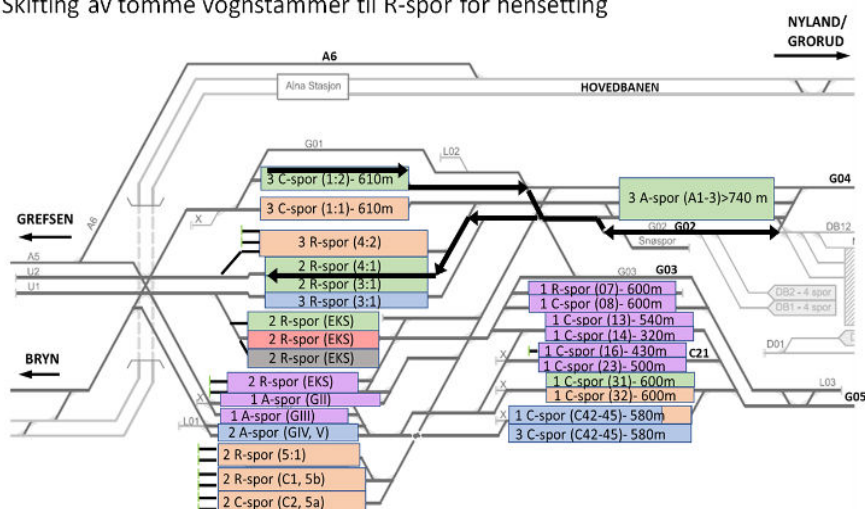 Skifting av tomme vognstammer til R-spor for hensetting
NYLAND/
GRORUD
A6
Alna Stasjon
HOVEDBANEN
G01
L02
3 C-spor (1:2)- 610m
3 C-spor (1:1)- 610m
X
A6
3 A-spor (A1-3)>740 m
G04
G02
G02
DB12
Snøspor
GREFSEN
A5
U2
U1
3 R-spor (4:2)
2 R-spor (4:1)
2 R-spor (3:1)
3 R-spor (3:1)
G03
G03
DB2 - 4 spor
DB1 - 4 spor
D01
2 R-spor (EKS)
2 R-spor (EKS)
2 R-spor (EKS)
1 R-spor (07)- 600m
1 C-spor (08)- 600m
1 C-spor (13)- 540m
1 C-spor (14)- 320m
1 C-spor (16)- 430m
C21
1 C-spor (23)- 500m
X
BRYN
2 R-spor (EKS)
X
1 A-spor (GII)
1 A-spor (GIII)
L01
2 A-spor (GIV, V)
1 C-spor (31)- 600m
X
1 C-spor (32)- 600m
L03
G05
X
1 C-spor (C42-45)- 580m
3 C-spor (C42-45)- 580m
2 R-spor (5:1)
2 R-spor (C1, 5b)
2 C-spor (C2, 5a)